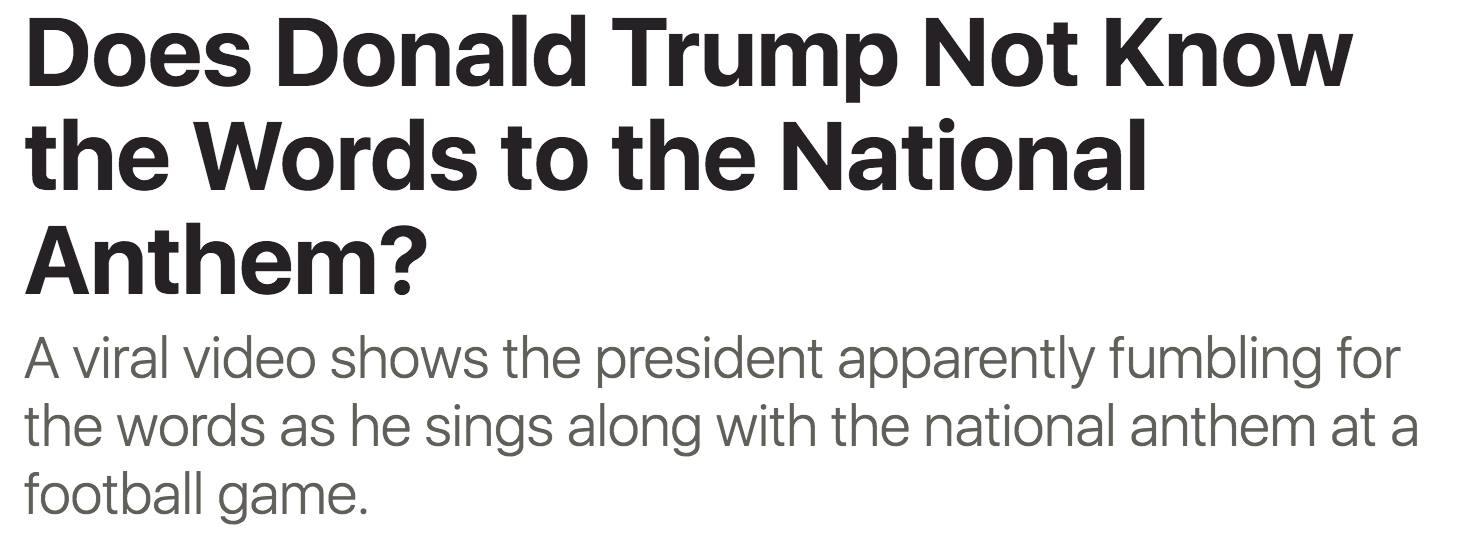 Does Donald Trump Not Know
the Words to the National
Anthem?
A viral video shows the president apparently fumbling for
the words as he sings along with the national anthem at a
football game.